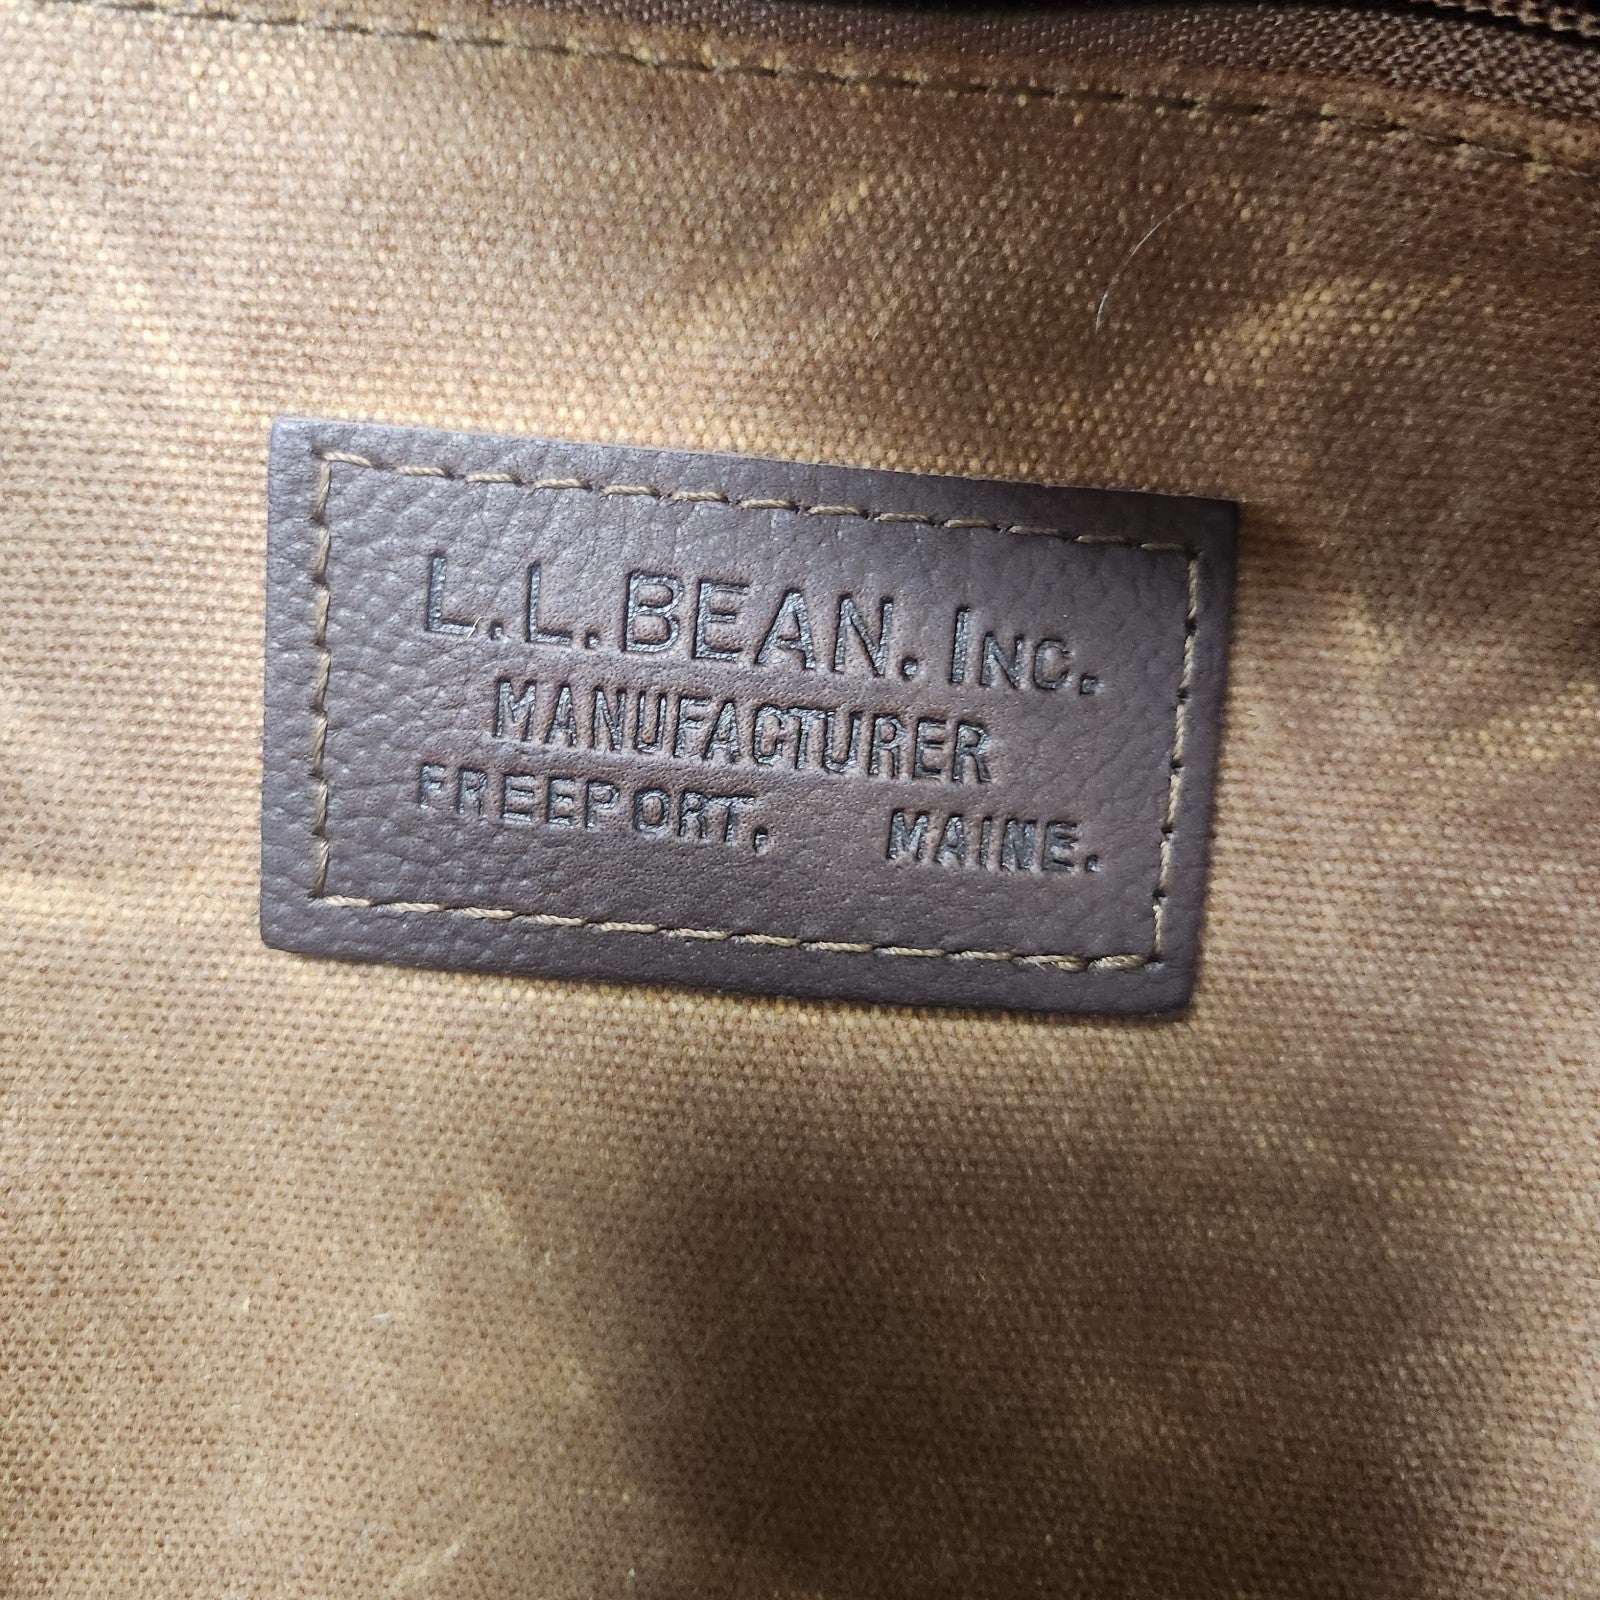 L.L.BEAN. INC.
MANUFACTURER
FREEPORT, MAINE.